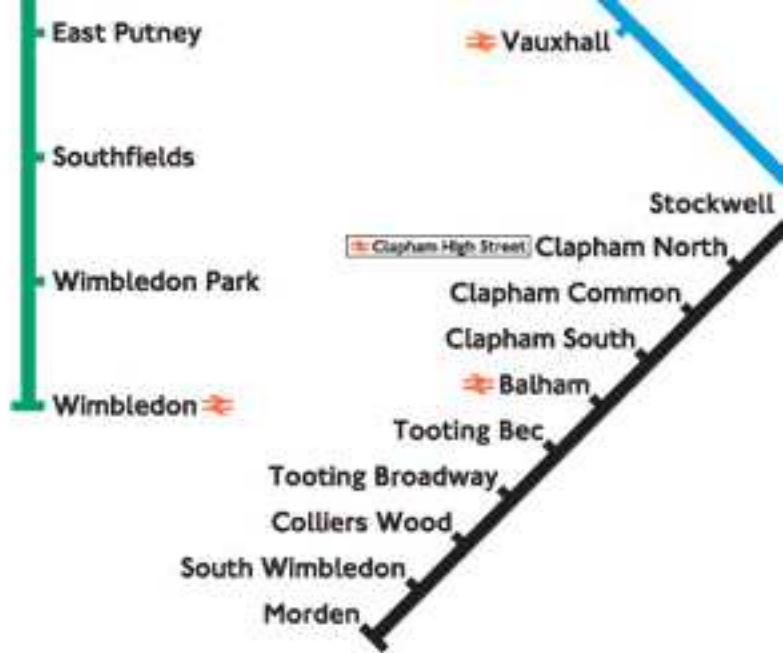 East Putney
Vauxhall
Southfields
Stockwell
Clapham High Street Clapham North
Wimbledon Park
Clapham Common
Clapham South
Balham
Wimbledon
Tooting Bec
Tooting Broadway
Colliers Wood
South Wimbledon
Morden